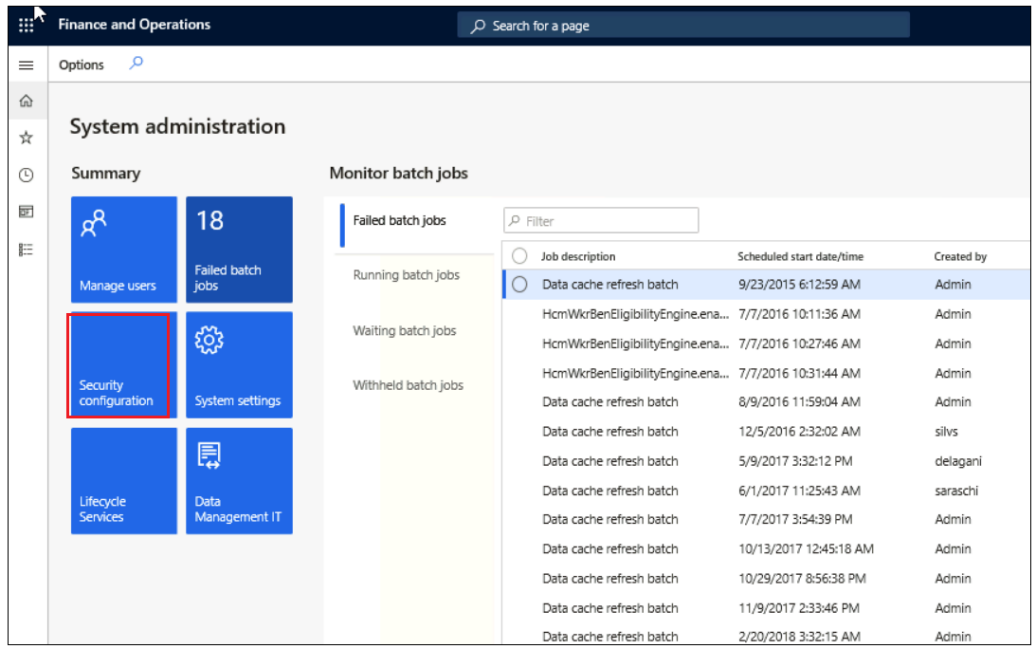 Finance and Operations
Search for a page
Options
System administration
Summary
Manage users
18
Failed batch
jobs
Security
configuration
System settings
Lifecycle
Services
Data
Management IT
Monitor batch jobs
Failed batch jobs
Running batch jobs
Waiting batch jobs
Withheld batch jobs
Filter
Job description Scheduled start date/time Created by
Data cache refresh batch 9/23/2015 6:12:59 AM Admin
HcmWkrBenEligibilityEngine.ena... 7/7/2016 10:11:36 AM Admin
HcmWkrBenEligibilityEngine.ena... 7/7/2016 10:27:46 AM Admin
HcmWkrBenEligibilityEngine.ena... 7/7/2016 10:31:44 AM Admin
Data cache refresh batch 8/9/2016 11:59:04 AM Admin
Data cache refresh batch 12/5/2016 2:32:02 AM silvs
Data cache refresh batch 5/9/2017 3:32:12 PM delagani
Data cache refresh batch 6/1/2017 11:25:43 AM saraschi
Data cache refresh batch 7/7/2017 3:54:39 PM Admin
Data cache refresh batch 10/13/2017 12:45:18 AM Admin
Data cache refresh batch 10/29/2017 8:56:38 PM Admin
Data cache refresh batch 11/9/2017 2:33:46 PM Admin
Data cache refresh batch 2/20/2018 3:32:15 AM Admin